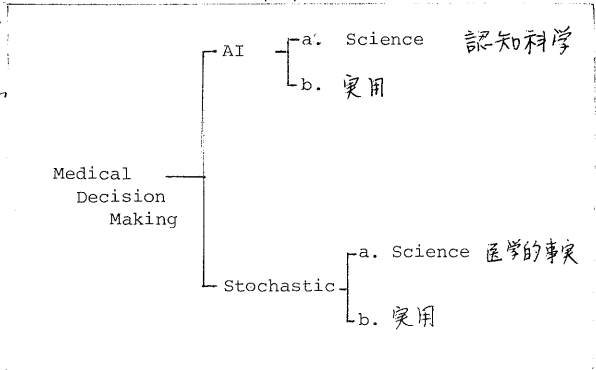 AI
a. Science 認知科学
b. 実用
Medical
Decision
Making
Stochastic
a. Science 医学的事実
b. 実用